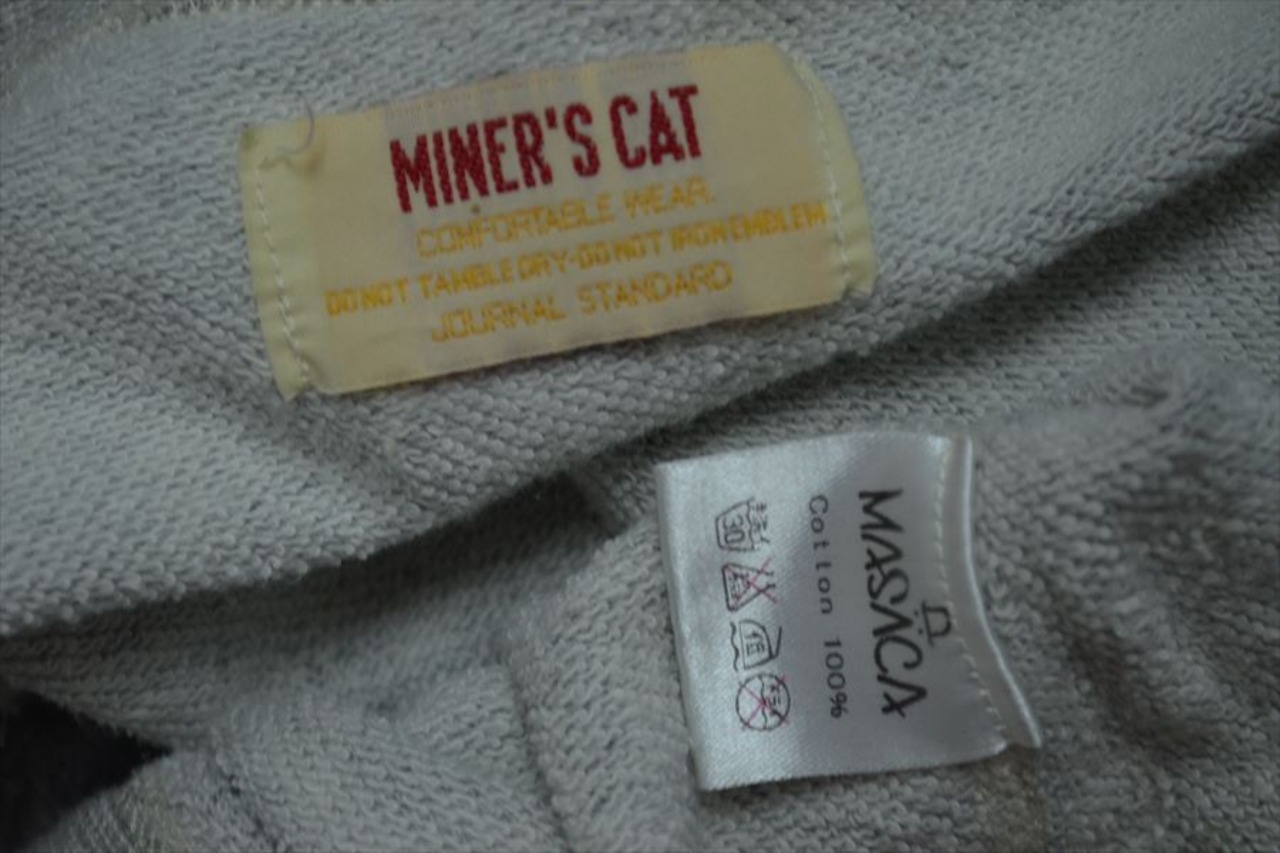 MINER'S CAT
COMFORTABLE WEAR.
DO NOT TAMBLE DRY-DO NOT IRON EMBLEM
JOURNAL STANDARD
MASACA
Cotton 100%
30